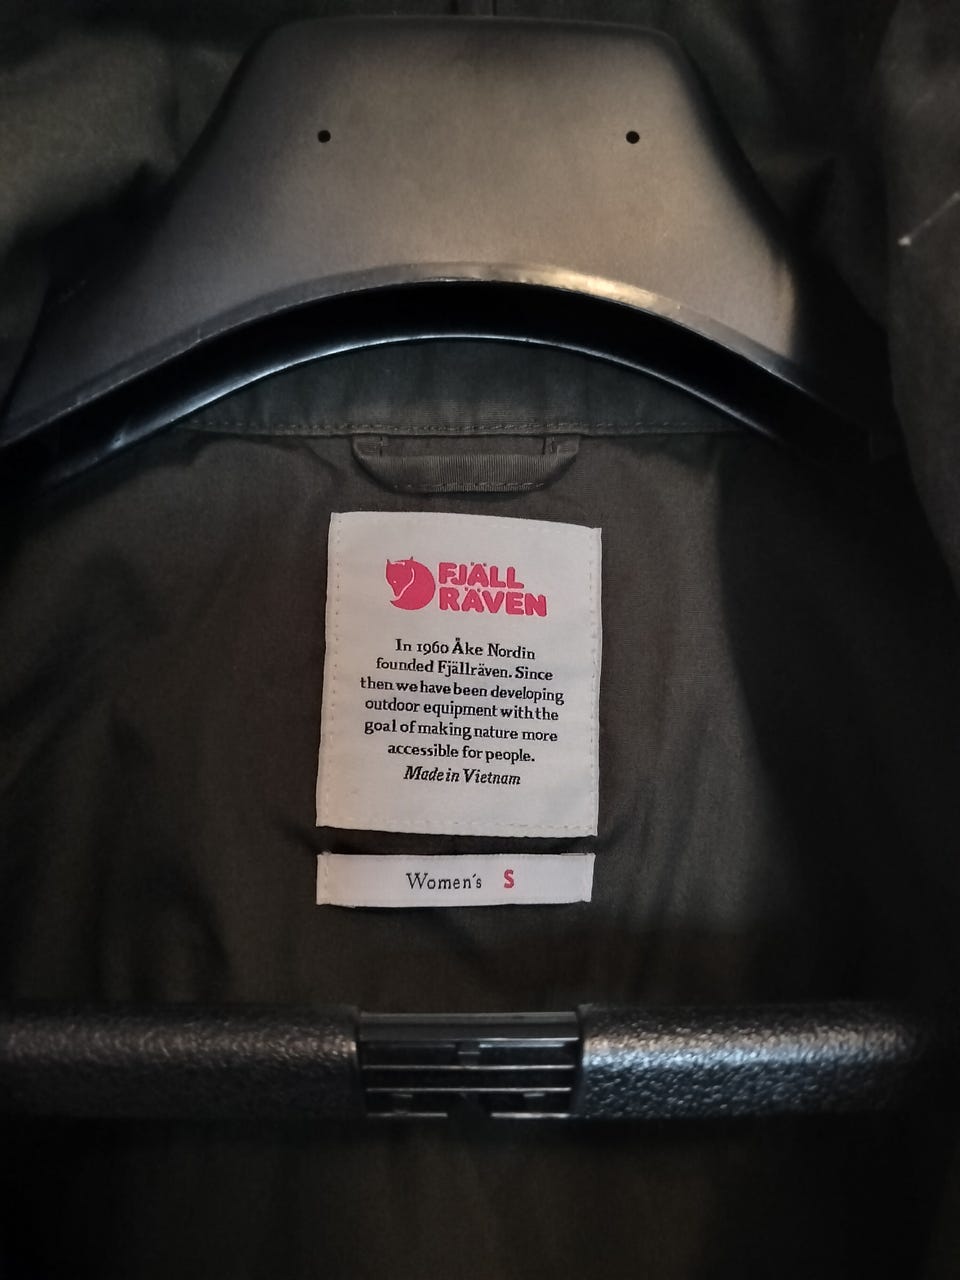 FJÄLL
RÄVEN
In 1960 Åke Nordin
founded Fjällräven. Since
then we have been developing
outdoor equipment with the
goal of making nature more
accessible for people.
Made in Vietnam
Women's S